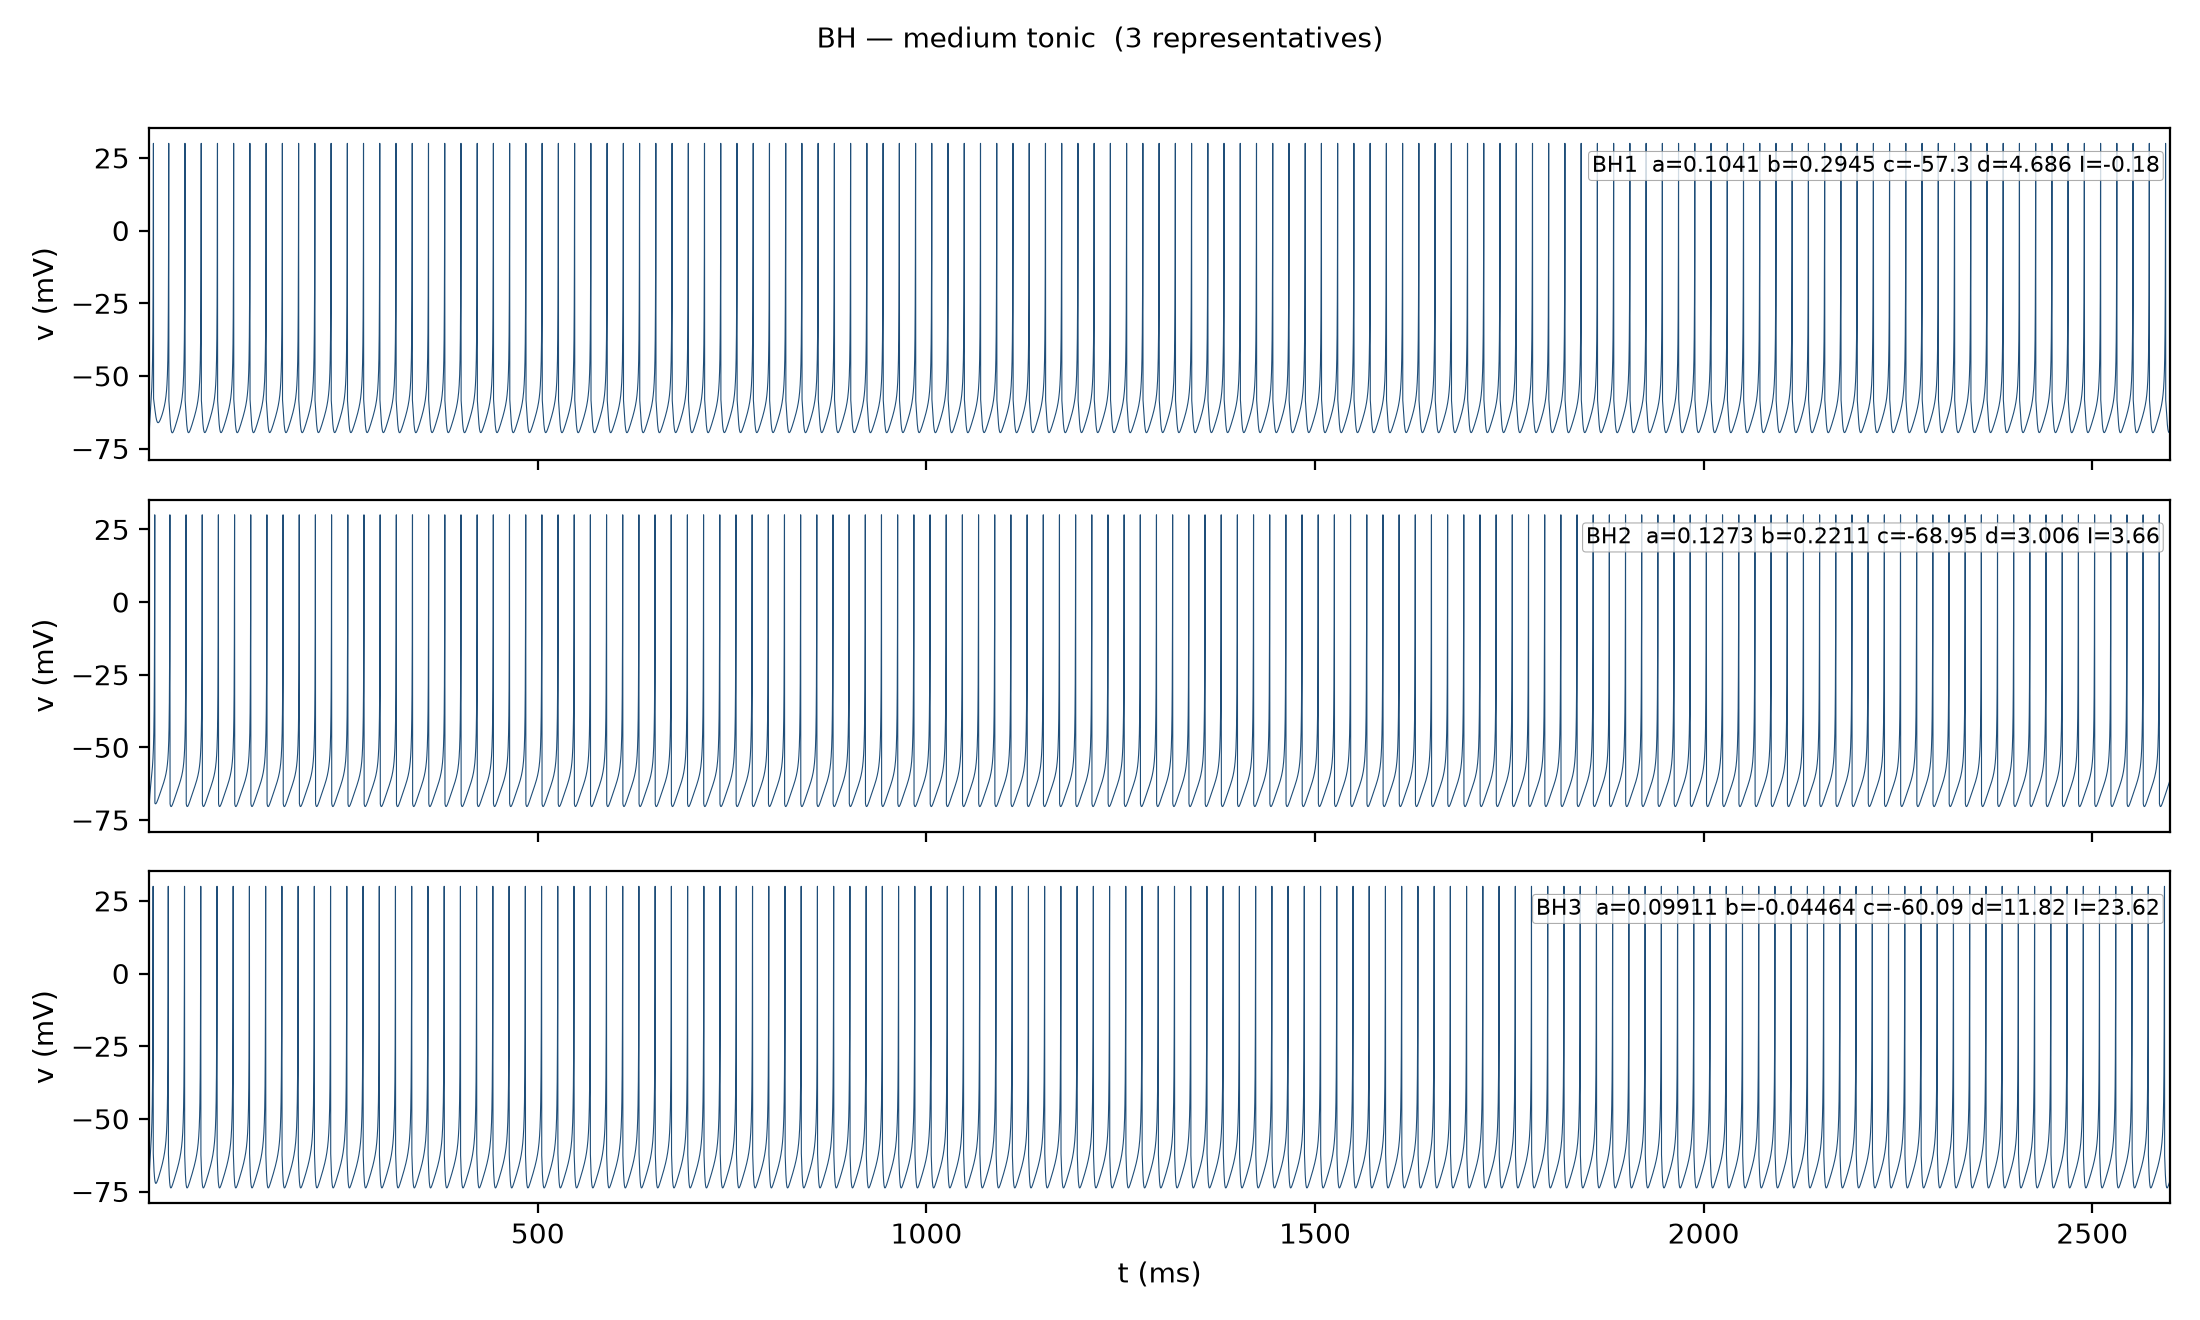 BH — medium tonic  (3 representatives)
25
0
−25
−50
−75
v (mV)
BH1  a=0.1041 b=0.2945 c=-57.3 d=4.686 I=-0.18
25
0
−25
−50
−75
v (mV)
BH2  a=0.1273 b=0.2211 c=-68.95 d=3.006 I=3.66
25
0
−25
−50
−75
v (mV)
BH3  a=0.09911 b=-0.04464 c=-60.09 d=11.82 I=23.62
500 1000 1500 2000 2500
t (ms)